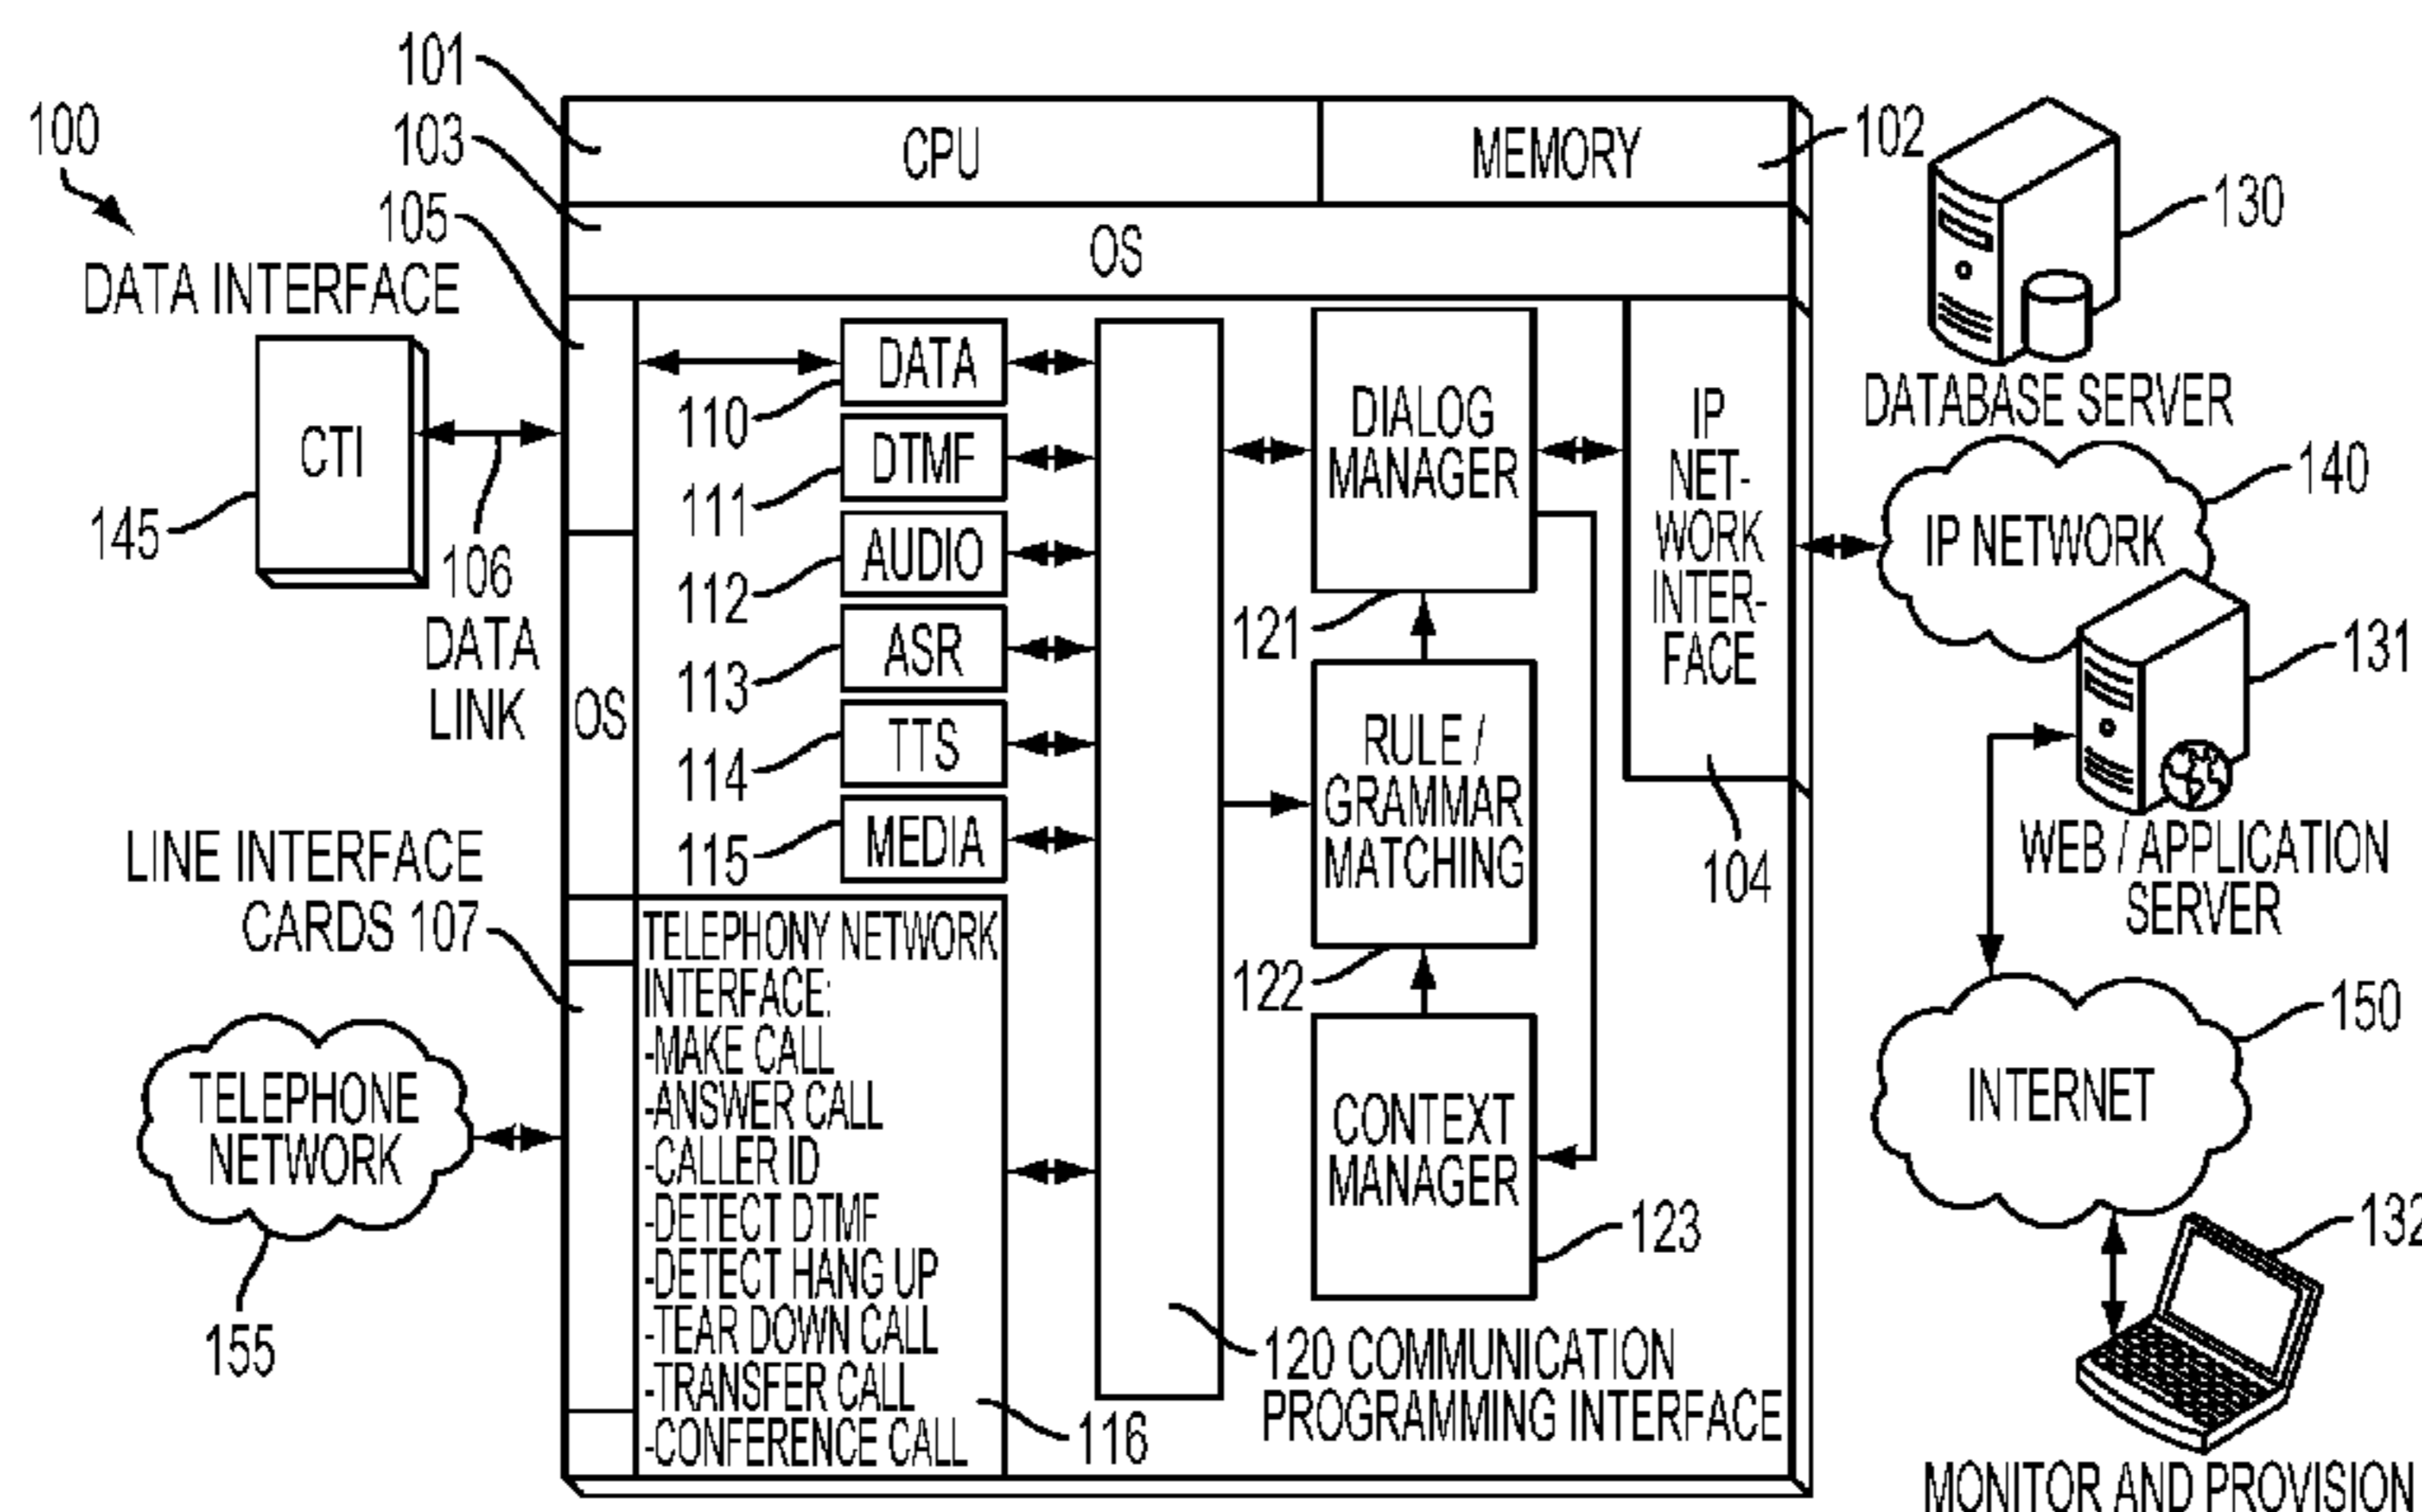 100
101
103
105
DATA INTERFACE
CPU
MEMORY
102
OS
130
DATABASE SERVER
CTI
145
106
DATA
LINK
OS
DATA
110
DTMF
111
AUDIO
112
ASR
113
TTS
114
MEDIA
115
DIALOG
MANAGER
121
RULE /
GRAMMAR
MATCHING
122
CONTEXT
MANAGER
123
IP
NET-
WORK
INTER-
FACE
104
140
IP NETWORK
131
WEB / APPLICATION
SERVER
LINE INTERFACE
CARDS 107
TELEPHONE
NETWORK
155
TELEPHONY NETWORK
INTERFACE:
-MAKE CALL
-ANSWER CALL
-CALLER ID
-DETECT DTMF
-DETECT HANG UP
-TEAR DOWN CALL
-TRANSFER CALL
-CONFERENCE CALL
116
120 COMMUNICATION
PROGRAMMING INTERFACE
150
INTERNET
132
MONITOR AND PROVISION